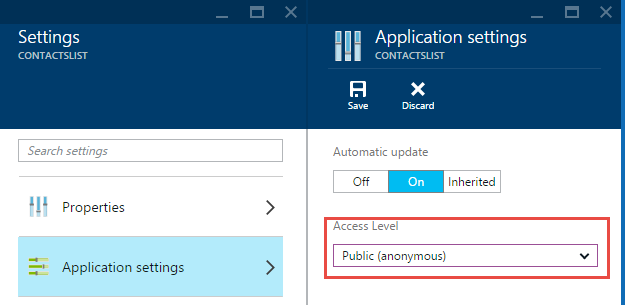 Settings
CONTACTSLIST
Search settings
Properties
Application settings
Application settings
CONTACTSLIST
Save Discard
Automatic update
Off On Inherited
Access Level
Public (anonymous)